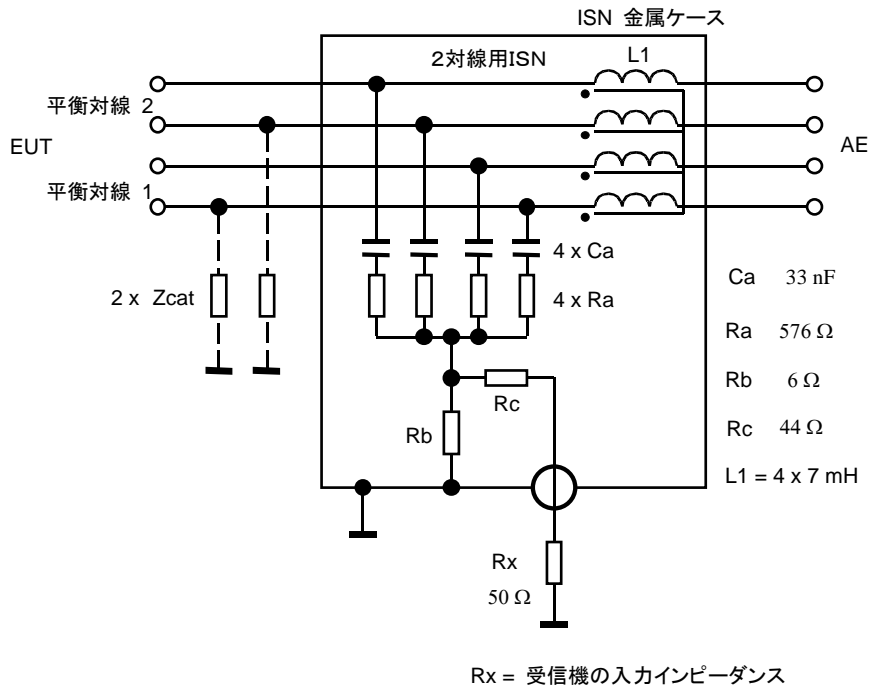 ISN 金属ケース
2対線用ISN
L1
平衡対線 2
EUT
AE
平衡対線 1
4 x Ca
2 x Zcat
4 x Ra
Ca 33 nF
Ra 576 Ω
Rb 6 Ω
Rc 44 Ω
L1 = 4 x 7 mH
Rc
Rb
Rx
50 Ω
Rx = 受信機の入力インピーダンス